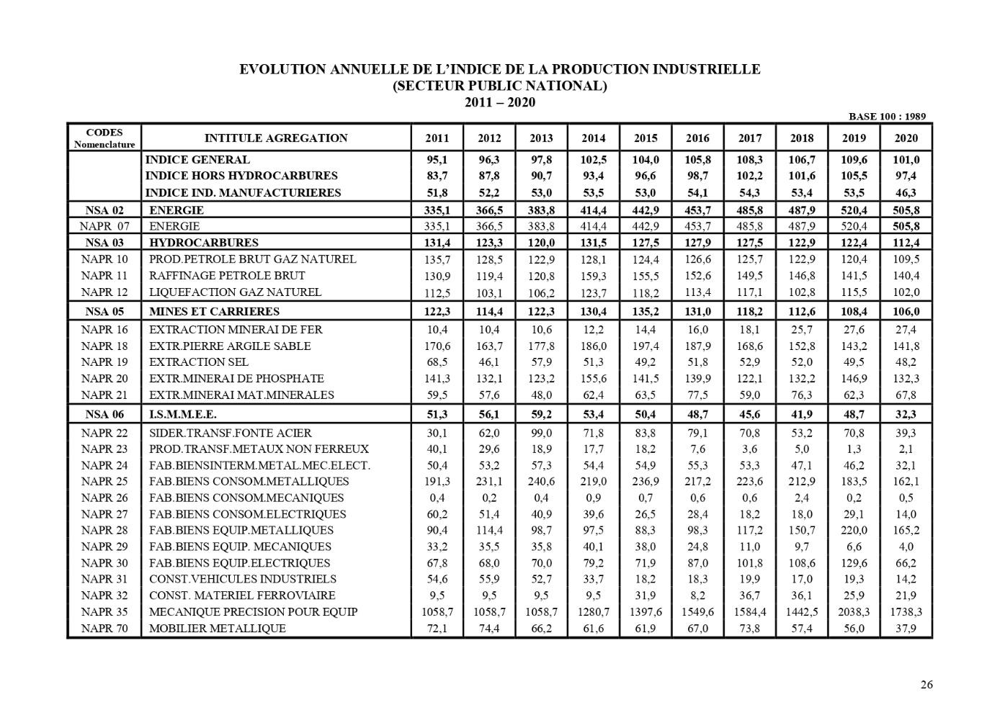 EVOLUTION ANNUELLE DE L’INDICE DE LA PRODUCTION INDUSTRIELLE
(SECTEUR PUBLIC NATIONAL)
2011 – 2020
BASE 100 : 1989
CODES Nomenclature INTITULE AGREGATION 2011 2012 2013 2014 2015 2016 2017 2018 2019 2020
INDICE GENERAL 95,1 96,3 97,8 102,5 104,0 105,8 108,3 106,7 109,6 101,0
INDICE HORS HYDROCARBURES 83,7 87,8 90,7 93,4 96,6 98,7 102,2 101,6 105,5 97,4
INDICE IND. MANUFACTURIERES 51,8 52,2 53,0 53,5 53,0 54,1 54,3 53,4 53,5 46,3
NSA 02 ENERGIE 335,1 366,5 383,8 414,4 442,9 453,7 485,8 487,9 520,4 505,8
NAPR 07 ENERGIE 335,1 366,5 383,8 414,4 442,9 453,7 485,8 487,9 520,4 505,8
NSA 03 HYDROCARBURES 131,4 123,3 120,0 131,5 127,5 127,9 127,5 122,9 122,4 112,4
NAPR 10 PROD.PETROLE BRUT GAZ NATUREL 135,7 128,5 122,9 128,1 124,4 126,6 125,7 122,9 120,4 109,5
NAPR 11 RAFFINAGE PETROLE BRUT 130,9 119,4 120,8 159,3 155,5 152,6 149,5 146,8 141,5 140,4
NAPR 12 LIQUEFACTION GAZ NATUREL 112,5 103,1 106,2 123,7 118,2 113,4 117,1 102,8 115,5 102,0
NSA 05 MINES ET CARRIERES 122,3 114,4 122,3 130,4 135,2 131,0 118,2 112,6 108,4 106,0
NAPR 16 EXTRACTION MINERAI DE FER 10,4 10,4 10,6 12,2 14,4 16,0 18,1 25,7 27,6 27,4
NAPR 18 EXTR.PIERRE ARGILE SABLE 170,6 163,7 177,8 186,0 197,4 187,9 168,6 152,8 143,2 141,8
NAPR 19 EXTRACTION SEL 68,5 46,1 57,9 51,3 49,2 51,8 52,9 52,0 49,5 48,2
NAPR 20 EXTR.MINERAI DE PHOSPHATE 141,3 132,1 123,2 155,6 141,5 139,9 122,1 132,2 146,9 132,3
NAPR 21 EXTR.MINERAI MAT.MINERALES 59,5 57,6 48,0 62,4 63,5 77,5 59,0 76,3 62,3 67,8
NSA 06 I.S.M.M.E.E. 51,3 56,1 59,2 53,4 50,4 48,7 45,6 41,9 48,7 32,3
NAPR 22 SIDER.TRANSF.FONTE ACIER 30,1 62,0 99,0 71,8 83,8 79,1 70,8 53,2 70,8 39,3
NAPR 23 PROD.TRANSF.METAUX NON FERREUX 40,1 29,6 18,9 17,7 18,2 7,6 3,6 5,0 1,3 2,1
NAPR 24 FAB.BIENSINTERM.METAL.MEC.ELECT. 50,4 53,2 57,3 54,4 54,9 55,3 53,3 47,1 46,2 32,1
NAPR 25 FAB.BIENS CONSOM.METALLIQUES 191,3 231,1 240,6 219,0 236,9 217,2 223,6 212,9 183,5 162,1
NAPR 26 FAB.BIENS CONSOM.MECANIQUES 0,4 0,2 0,4 0,9 0,7 0,6 0,6 2,4 0,2 0,5
NAPR 27 FAB.BIENS CONSOM.ELECTRIQUES 60,2 51,4 40,9 39,6 26,5 28,4 18,2 18,0 29,1 14,0
NAPR 28 FAB.BIENS EQUIP.METALLIQUES 90,4 114,4 98,7 97,5 88,3 98,3 117,2 150,7 220,0 165,2
NAPR 29 FAB.BIENS EQUIP. MECANIQUES 33,2 35,5 35,8 40,1 38,0 24,8 11,0 9,7 6,6 4,0
NAPR 30 FAB.BIENS EQUIP.ELECTRIQUES 67,8 68,0 70,0 79,2 71,9 87,0 101,8 108,6 129,6 66,2
NAPR 31 CONST.VEHICULES INDUSTRIELS 54,6 55,9 52,7 33,7 18,2 18,3 19,9 17,0 19,3 14,2
NAPR 32 CONST. MATERIEL FERROVIAIRE 9,5 9,5 9,5 9,5 31,9 8,2 36,7 36,1 25,9 21,9
NAPR 35 MECANIQUE PRECISION POUR EQUIP 1058,7 1058,7 1058,7 1280,7 1397,6 1549,6 1584,4 1442,5 2038,3 1738,3
NAPR 70 MOBILIER METALLIQUE 72,1 74,4 66,2 61,6 61,9 67,0 73,8 57,4 56,0 37,9
26